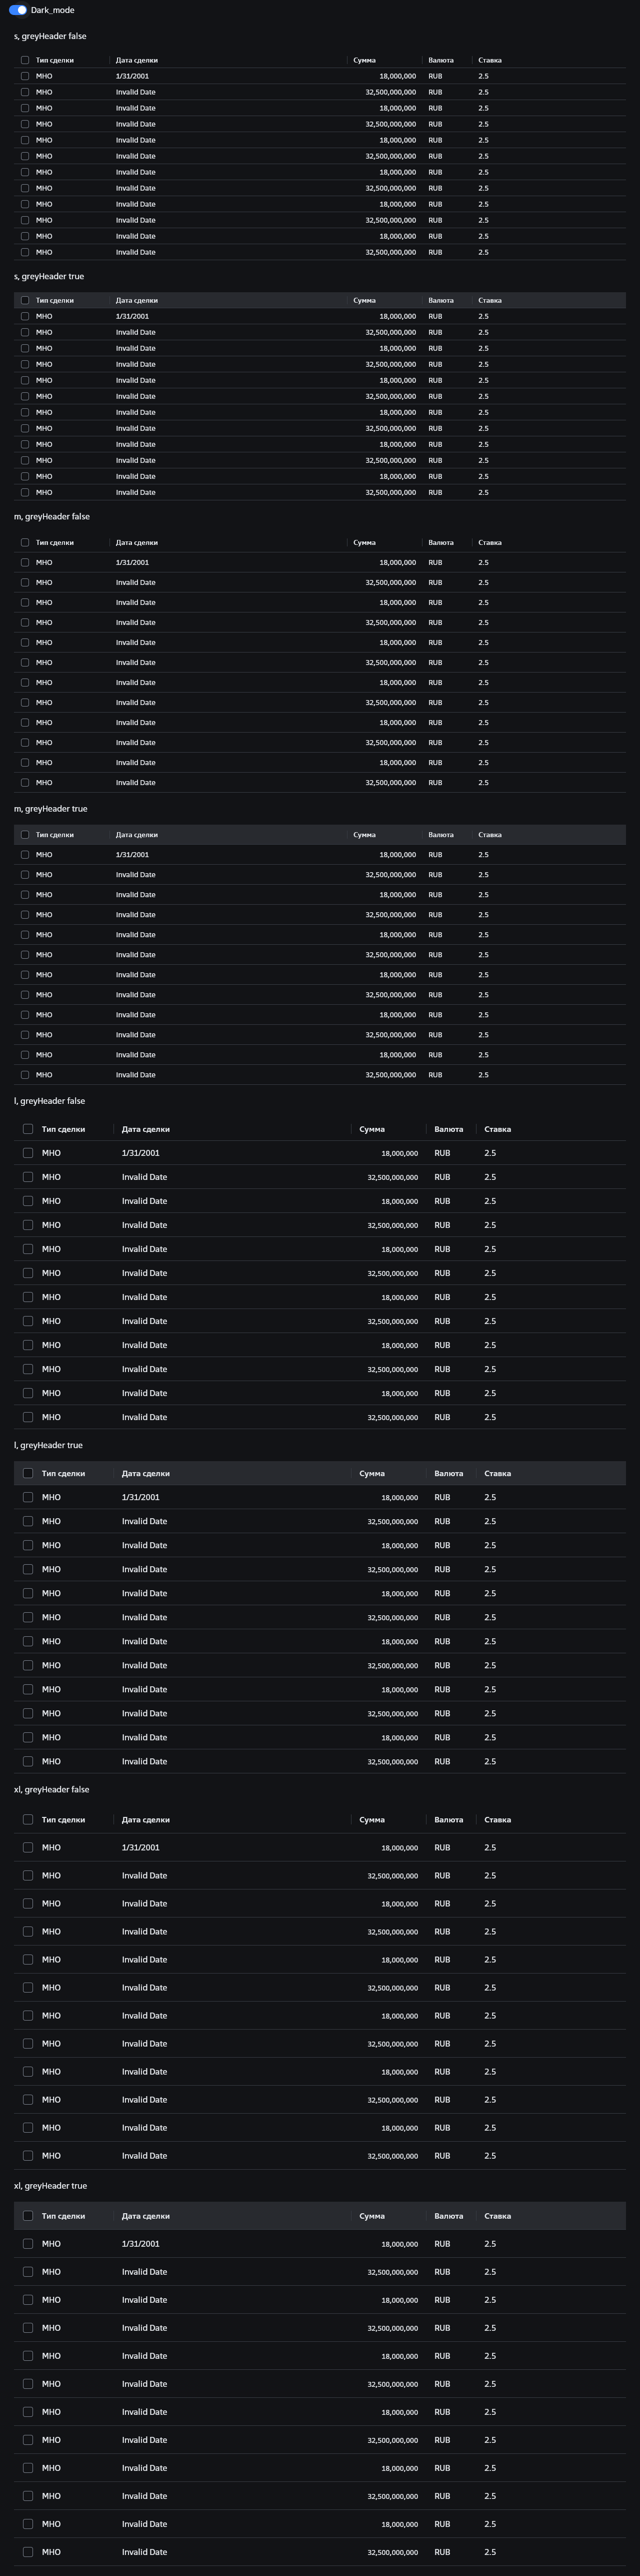 Dark_mode
s, greyHeader false
Тип сделки Дата сделки Сумма Валюта Ставка
МНО 1/31/2001 18,000,000 RUB 2.5
МНО Invalid Date 32,500,000,000 RUB 2.5
МНО Invalid Date 18,000,000 RUB 2.5
МНО Invalid Date 32,500,000,000 RUB 2.5
МНО Invalid Date 18,000,000 RUB 2.5
МНО Invalid Date 32,500,000,000 RUB 2.5
МНО Invalid Date 18,000,000 RUB 2.5
МНО Invalid Date 32,500,000,000 RUB 2.5
МНО Invalid Date 18,000,000 RUB 2.5
МНО Invalid Date 32,500,000,000 RUB 2.5
МНО Invalid Date 18,000,000 RUB 2.5
МНО Invalid Date 32,500,000,000 RUB 2.5
s, greyHeader true
Тип сделки Дата сделки Сумма Валюта Ставка
МНО 1/31/2001 18,000,000 RUB 2.5
МНО Invalid Date 32,500,000,000 RUB 2.5
МНО Invalid Date 18,000,000 RUB 2.5
МНО Invalid Date 32,500,000,000 RUB 2.5
МНО Invalid Date 18,000,000 RUB 2.5
МНО Invalid Date 32,500,000,000 RUB 2.5
МНО Invalid Date 18,000,000 RUB 2.5
МНО Invalid Date 32,500,000,000 RUB 2.5
МНО Invalid Date 18,000,000 RUB 2.5
МНО Invalid Date 32,500,000,000 RUB 2.5
МНО Invalid Date 18,000,000 RUB 2.5
МНО Invalid Date 32,500,000,000 RUB 2.5
m, greyHeader false
Тип сделки Дата сделки Сумма Валюта Ставка
МНО 1/31/2001 18,000,000 RUB 2.5
МНО Invalid Date 32,500,000,000 RUB 2.5
МНО Invalid Date 18,000,000 RUB 2.5
МНО Invalid Date 32,500,000,000 RUB 2.5
МНО Invalid Date 18,000,000 RUB 2.5
МНО Invalid Date 32,500,000,000 RUB 2.5
МНО Invalid Date 18,000,000 RUB 2.5
МНО Invalid Date 32,500,000,000 RUB 2.5
МНО Invalid Date 18,000,000 RUB 2.5
МНО Invalid Date 32,500,000,000 RUB 2.5
МНО Invalid Date 18,000,000 RUB 2.5
МНО Invalid Date 32,500,000,000 RUB 2.5
m, greyHeader true
Тип сделки Дата сделки Сумма Валюта Ставка
МНО 1/31/2001 18,000,000 RUB 2.5
МНО Invalid Date 32,500,000,000 RUB 2.5
МНО Invalid Date 18,000,000 RUB 2.5
МНО Invalid Date 32,500,000,000 RUB 2.5
МНО Invalid Date 18,000,000 RUB 2.5
МНО Invalid Date 32,500,000,000 RUB 2.5
МНО Invalid Date 18,000,000 RUB 2.5
МНО Invalid Date 32,500,000,000 RUB 2.5
МНО Invalid Date 18,000,000 RUB 2.5
МНО Invalid Date 32,500,000,000 RUB 2.5
МНО Invalid Date 18,000,000 RUB 2.5
МНО Invalid Date 32,500,000,000 RUB 2.5
l, greyHeader false
Тип сделки Дата сделки Сумма Валюта Ставка
МНО 1/31/2001 18,000,000 RUB 2.5
МНО Invalid Date 32,500,000,000 RUB 2.5
МНО Invalid Date 18,000,000 RUB 2.5
МНО Invalid Date 32,500,000,000 RUB 2.5
МНО Invalid Date 18,000,000 RUB 2.5
МНО Invalid Date 32,500,000,000 RUB 2.5
МНО Invalid Date 18,000,000 RUB 2.5
МНО Invalid Date 32,500,000,000 RUB 2.5
МНО Invalid Date 18,000,000 RUB 2.5
МНО Invalid Date 32,500,000,000 RUB 2.5
МНО Invalid Date 18,000,000 RUB 2.5
МНО Invalid Date 32,500,000,000 RUB 2.5
l, greyHeader true
Тип сделки Дата сделки Сумма Валюта Ставка
МНО 1/31/2001 18,000,000 RUB 2.5
МНО Invalid Date 32,500,000,000 RUB 2.5
МНО Invalid Date 18,000,000 RUB 2.5
МНО Invalid Date 32,500,000,000 RUB 2.5
МНО Invalid Date 18,000,000 RUB 2.5
МНО Invalid Date 32,500,000,000 RUB 2.5
МНО Invalid Date 18,000,000 RUB 2.5
МНО Invalid Date 32,500,000,000 RUB 2.5
МНО Invalid Date 18,000,000 RUB 2.5
МНО Invalid Date 32,500,000,000 RUB 2.5
МНО Invalid Date 18,000,000 RUB 2.5
МНО Invalid Date 32,500,000,000 RUB 2.5
xl, greyHeader false
Тип сделки Дата сделки Сумма Валюта Ставка
МНО 1/31/2001 18,000,000 RUB 2.5
МНО Invalid Date 32,500,000,000 RUB 2.5
МНО Invalid Date 18,000,000 RUB 2.5
МНО Invalid Date 32,500,000,000 RUB 2.5
МНО Invalid Date 18,000,000 RUB 2.5
МНО Invalid Date 32,500,000,000 RUB 2.5
МНО Invalid Date 18,000,000 RUB 2.5
МНО Invalid Date 32,500,000,000 RUB 2.5
МНО Invalid Date 18,000,000 RUB 2.5
МНО Invalid Date 32,500,000,000 RUB 2.5
МНО Invalid Date 18,000,000 RUB 2.5
МНО Invalid Date 32,500,000,000 RUB 2.5
xl, greyHeader true
Тип сделки Дата сделки Сумма Валюта Ставка
МНО 1/31/2001 18,000,000 RUB 2.5
МНО Invalid Date 32,500,000,000 RUB 2.5
МНО Invalid Date 18,000,000 RUB 2.5
МНО Invalid Date 32,500,000,000 RUB 2.5
МНО Invalid Date 18,000,000 RUB 2.5
МНО Invalid Date 32,500,000,000 RUB 2.5
МНО Invalid Date 18,000,000 RUB 2.5
МНО Invalid Date 32,500,000,000 RUB 2.5
МНО Invalid Date 18,000,000 RUB 2.5
МНО Invalid Date 32,500,000,000 RUB 2.5
МНО Invalid Date 18,000,000 RUB 2.5
МНО Invalid Date 32,500,000,000 RUB 2.5